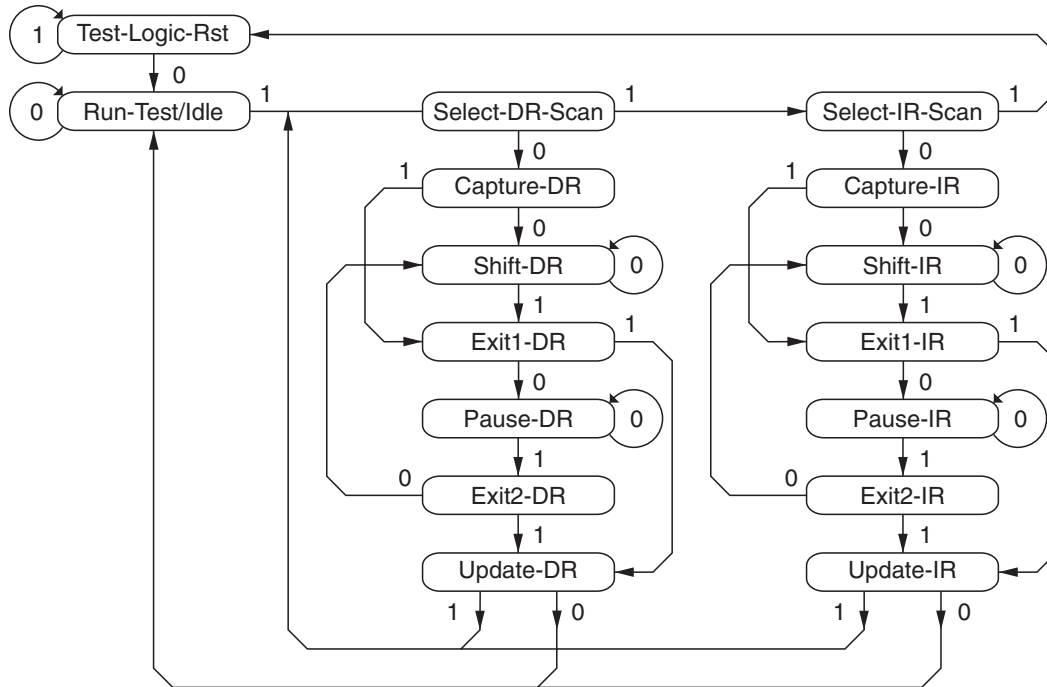 1 Test-Logic-Rst
0
0 Run-Test/Idle 1 Select-DR-Scan 1 Select-IR-Scan 1
0 0
1 Capture-DR 1 Capture-IR
0 0
Shift-DR 0 Shift-IR 0
1 1
Exit1-DR 1 Exit1-IR 1
0 0
Pause-DR 0 Pause-IR 0
1 1
0 Exit2-DR 0 Exit2-IR
1 1
Update-DR Update-IR
1 0 1 0